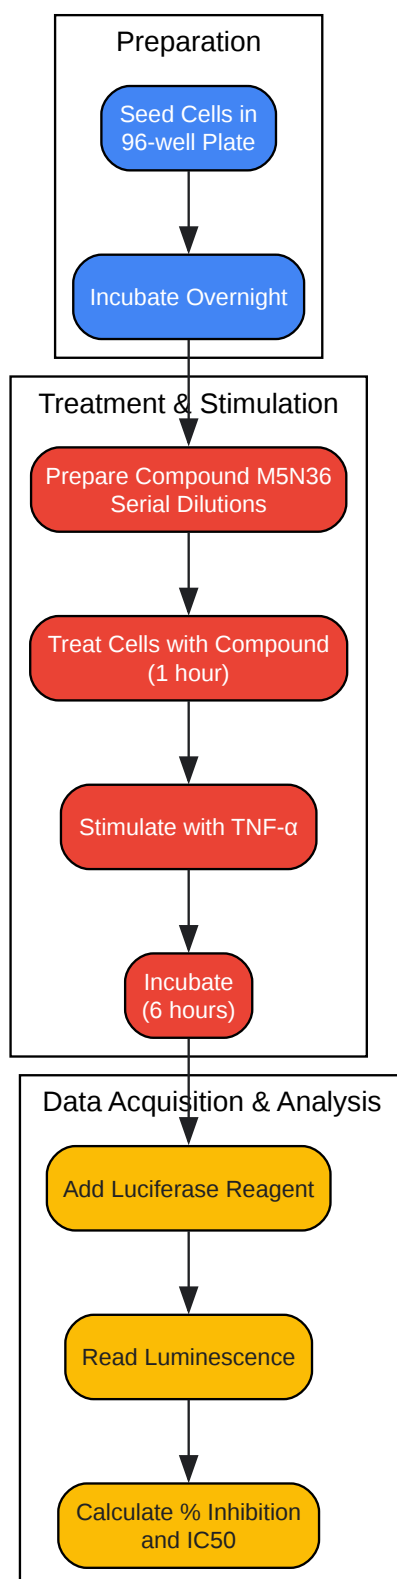 Preparation
Seed Cells in
96-well Plate
Incubate Overnight
Treatment & Stimulation
Prepare Compound M5N36
Serial Dilutions
Treat Cells with Compound
(1 hour)
Stimulate with TNF-α
Incubate
(6 hours)
Data Acquisition & Analysis
Add Luciferase Reagent
Read Luminescence
Calculate % Inhibition
and IC50